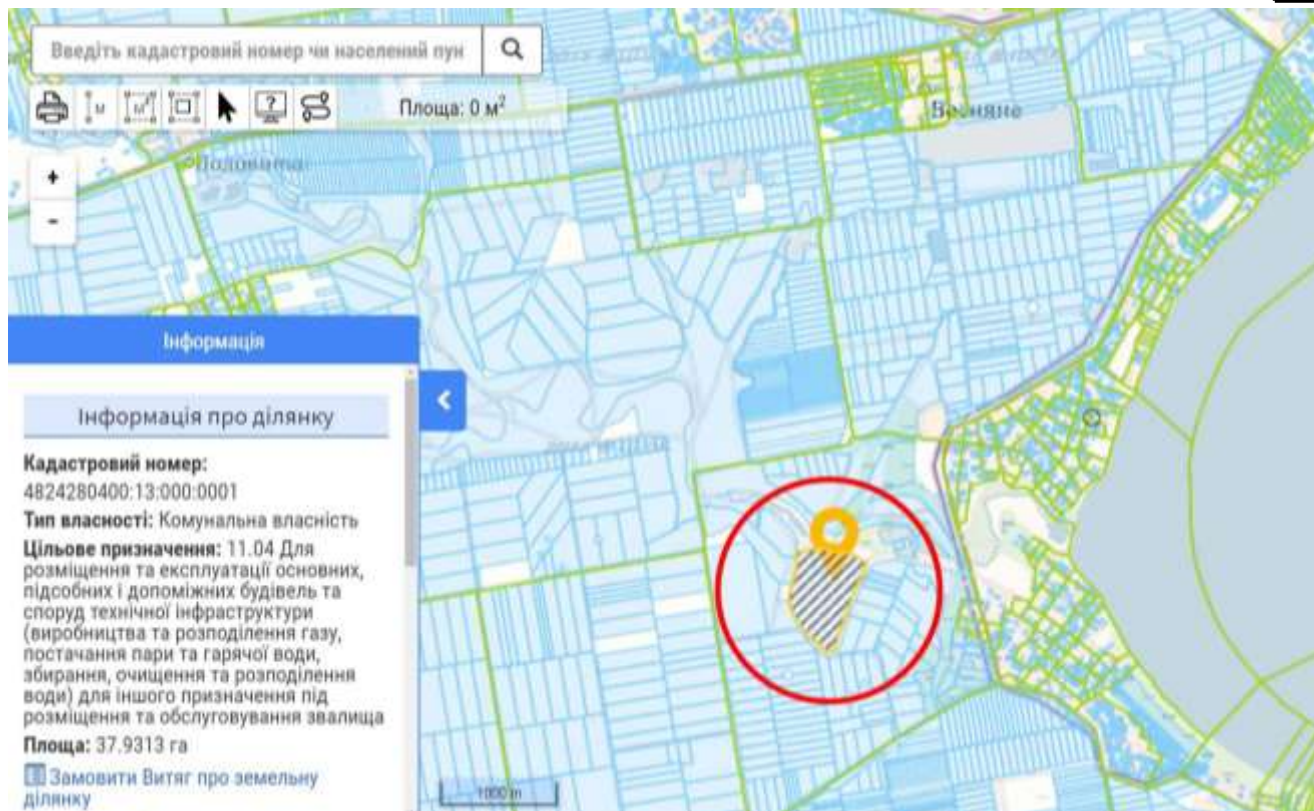 Введіть кадастровий номер чи населений пун
м
м²
?
Площа: 0 м²
Весняне
+
-
Інформація
Інформація про ділянку
Кадастровий номер:
4824280400:13:000:0001
Тип власності: Комунальна власність
Цільове призначення: 11.04 Для
розміщення та експлуатації основних,
підсобних і допоміжних будівель та
споруд технічної інфраструктури
(виробництва та розподілення газу,
постачання пари та гарячої води,
збирання, очищення та розподілення
води) для іншого призначення під
розміщення та обслуговування звалища
Площа: 37.9313 га
Замовити Витяг про земельну
ділянку
1000 m